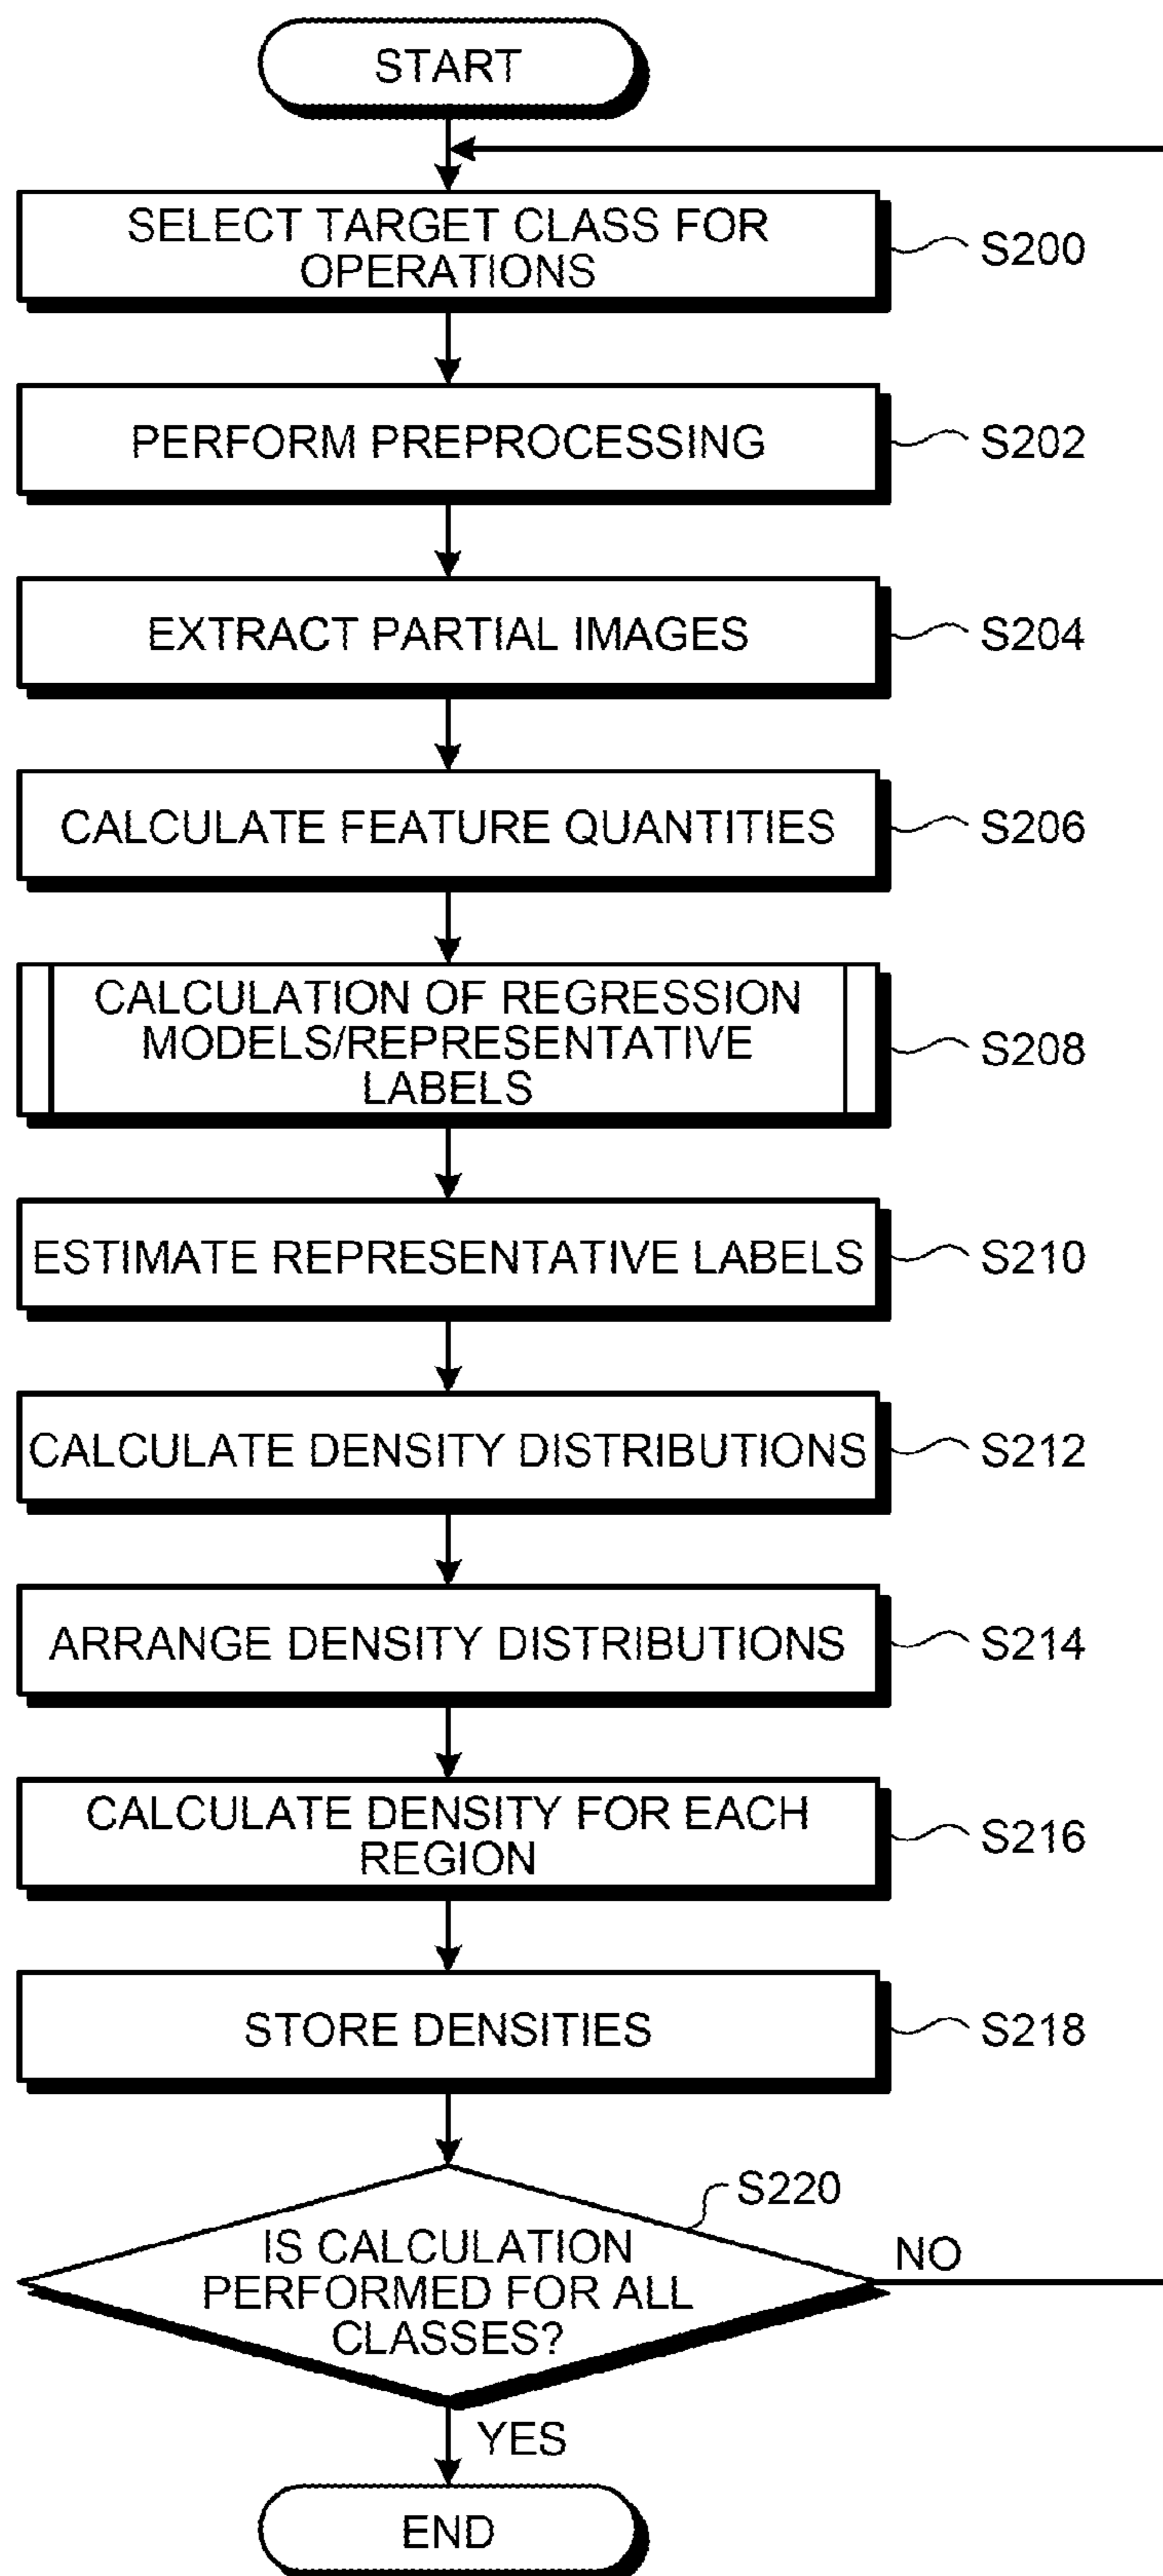 START
SELECT TARGET CLASS FOR
OPERATIONS
S200
PERFORM PREPROCESSING
S202
EXTRACT PARTIAL IMAGES
S204
CALCULATE FEATURE QUANTITIES
S206
CALCULATION OF REGRESSION
MODELS/REPRESENTATIVE
LABELS
S208
ESTIMATE REPRESENTATIVE LABELS
S210
CALCULATE DENSITY DISTRIBUTIONS
S212
ARRANGE DENSITY DISTRIBUTIONS
S214
CALCULATE DENSITY FOR EACH
REGION
S216
STORE DENSITIES
S218
S220
IS CALCULATION
PERFORMED FOR ALL
CLASSES?
NO
YES
END